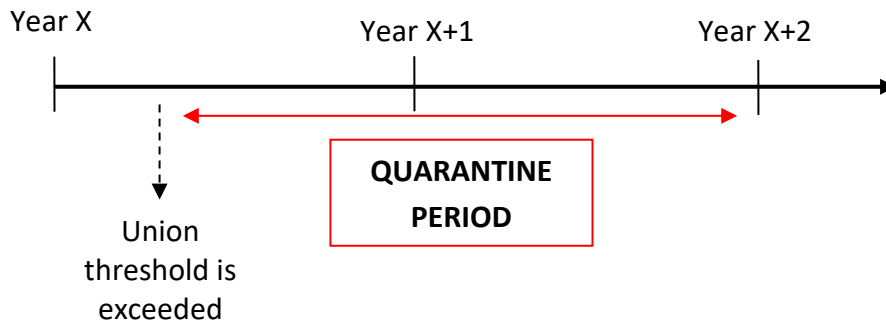 Year X
Year X+1
Year X+2
QUARANTINE
PERIOD
Union
threshold is
exceeded